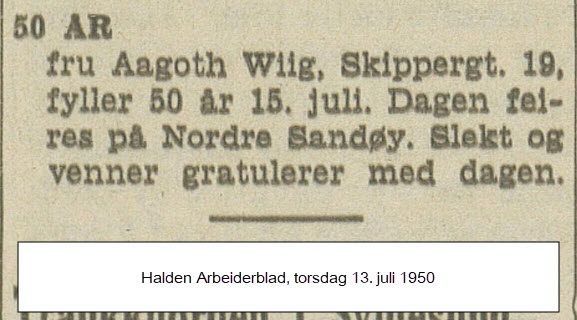 50 AR
fru Aagoth Wiig, Skippergt. 19,
fyller 50 år 15. juli. Dagen fei-
res på Nordre Sandøy. Slekt og
venner gratulerer med dagen.
Halden Arbeiderblad, torsdag 13. juli 1950